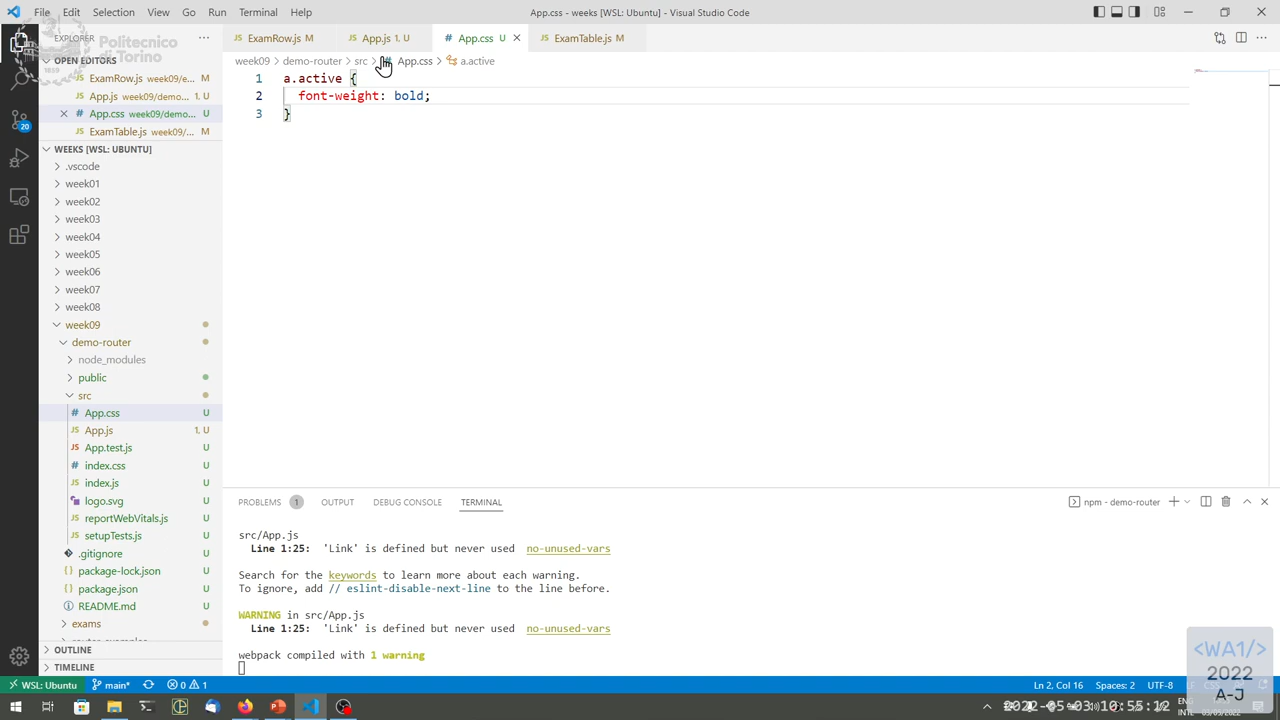 File Edit Selection View Go Run Terminal Help
App.css - weeks [WSL: Ubuntu] - Visual Studio Code
Politecnico
di Torino
EXPLORER
OPEN EDITORS
ExamRow.js week09/e... M
App.js week09/demo... 1, U
App.css week09/demo... U
ExamTable.js week09/... M
WEEKS [WSL: UBUNTU]
.vscode
week01
week02
week03
week04
week05
week06
week07
week08
week09
demo-router
node_modules
public
src
App.css U
App.js 1, U
App.test.js U
index.css U
index.js U
logo.svg U
reportWebVitals.js U
setupTests.js U
.gitignore U
package-lock.json U
package.json U
README.md U
exams
OUTLINE
TIMELINE
20
ExamRow.js M
App.js 1, U
App.css U
ExamTable.js M
week09 > demo-router > src > App.css > a.active
1 a.active {
2 font-weight: bold;
3 }
PROBLEMS 1 OUTPUT DEBUG CONSOLE TERMINAL
npm - demo-router
src/App.js
Line 1:25: 'Link' is defined but never used no-unused-vars
Search for the keywords to learn more about each warning.
To ignore, add // eslint-disable-next-line to the line before.
WARNING in src/App.js
Line 1:25: 'Link' is defined but never used no-unused-vars
webpack compiled with 1 warning
WSL: Ubuntu main* 0 1
Ln 2, Col 16 Spaces: 2 UTF-8
<WA1/>
2022
A-J